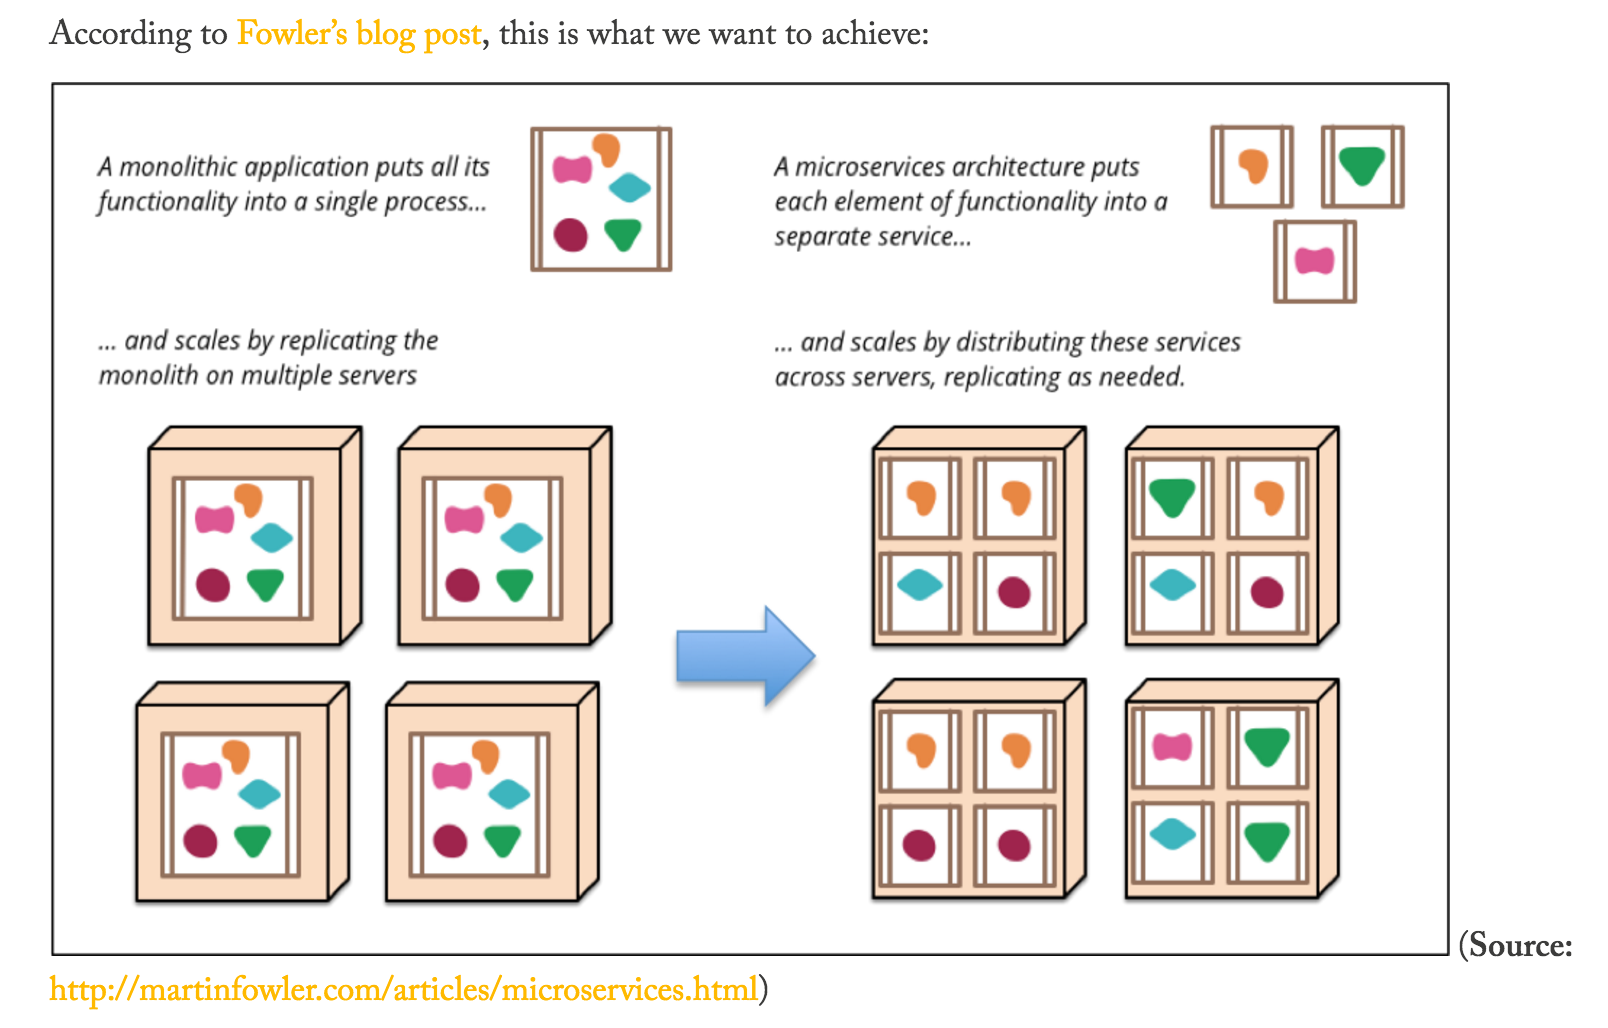 According to Fowler’s blog post, this is what we want to achieve:
A monolithic application puts all its
functionality into a single process...
A microservices architecture puts
each element of functionality into a
separate service...
... and scales by replicating the
monolith on multiple servers
... and scales by distributing these services
across servers, replicating as needed.
(Source:
http://martinfowler.com/articles/microservices.html)